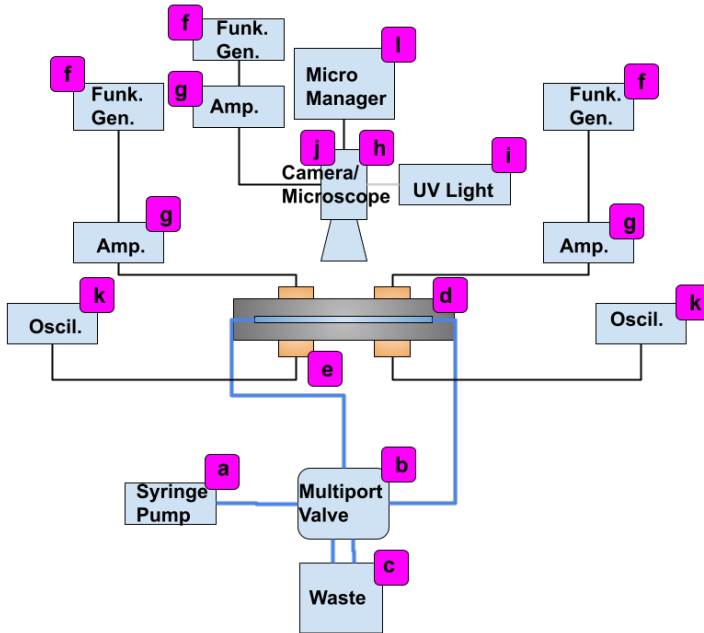 f
Funk.
Gen.
g
Amp.
l
Micro
Manager
f
Funk.
Gen.
f
Funk.
Gen.
j
h
Camera/
Microscope
i
UV Light
g
Amp.
g
Amp.
k
Oscil.
d
k
Oscil.
e
a
Syringe
Pump
b
Multiport
Valve
c
Waste